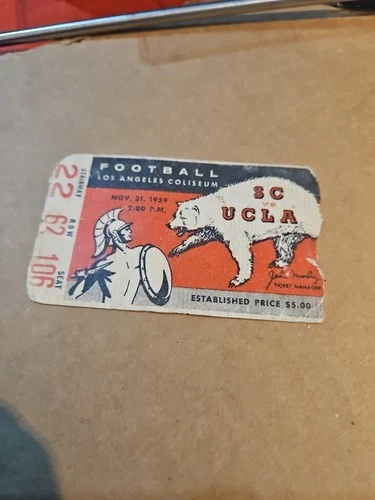 FOOTBALL
LOS ANGELES COLISEUM
NOV. 21, 1959
2:00 P.M.
SC
VS
UCLA
TICKET MANAGER
ESTABLISHED PRICE $5.00
STAIRWAY
22
ROW
62
SEAT
106